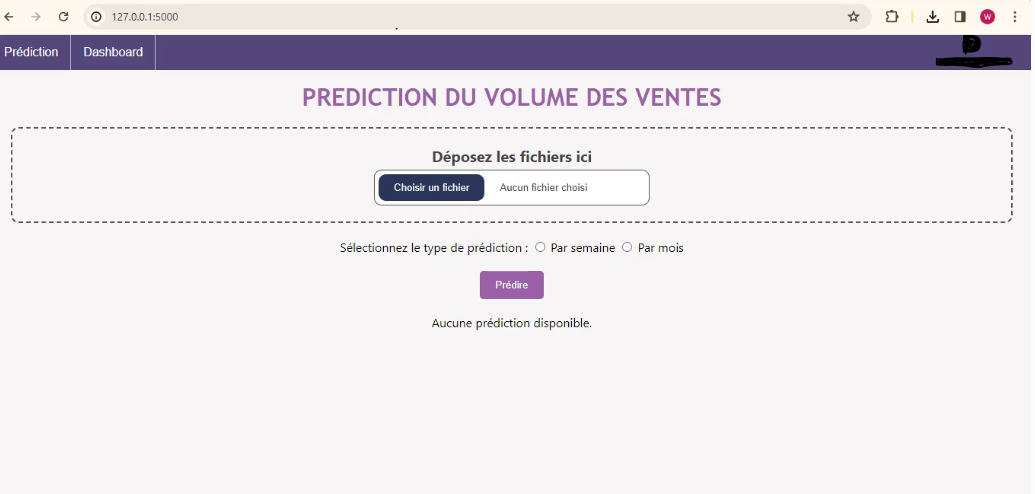 127.0.0.1:5000
W
Prédiction Dashboard
PREDICTION DU VOLUME DES VENTES
Déposez les fichiers ici
Choisir un fichier Aucun fichier choisi
Sélectionnez le type de prédiction : Par semaine Par mois
Prédire
Aucune prédiction disponible.